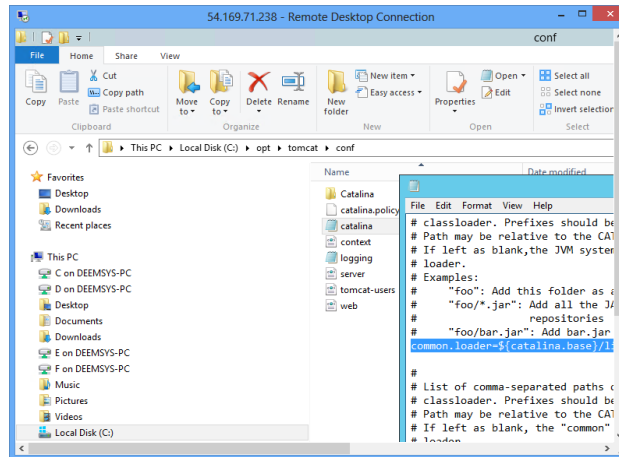 54.169.71.238 - Remote Desktop Connection
conf
File Home Share View
Copy
Paste
Cut
Copy path
Paste shortcut
Clipboard
Move to
Copy to
Delete
Rename
Organize
New folder
New item
Easy access
New
Properties
Open
Edit
Open
Select all
Select none
Invert selection
Select
This PC Local Disk (C:) opt tomcat conf
Favorites
Desktop
Downloads
Recent places
This PC
C on DEEMSYS-PC
D on DEEMSYS-PC
Desktop
Documents
Downloads
E on DEEMSYS-PC
F on DEEMSYS-PC
Music
Pictures
Videos
Local Disk (C:)
Name
Date modified
Catalina
catalina.policy
catalina
context
logging
server
tomcat-users
web
File Edit Format View Help
# classloader. Prefixes should be
# Path may be relative to the CAT
# If left as blank,the JVM system
# loader.
# Examples:
# "foo": Add this folder as a
# "foo/*.jar": Add all the JA
# repositories
# "foo/bar.jar": Add bar.jar
common.loader=${catalina.base}/li
#
# List of comma-separated paths
# classloader. Prefixes should be
# Path may be relative to the CAT
# If left as blank, the "common"
# loader